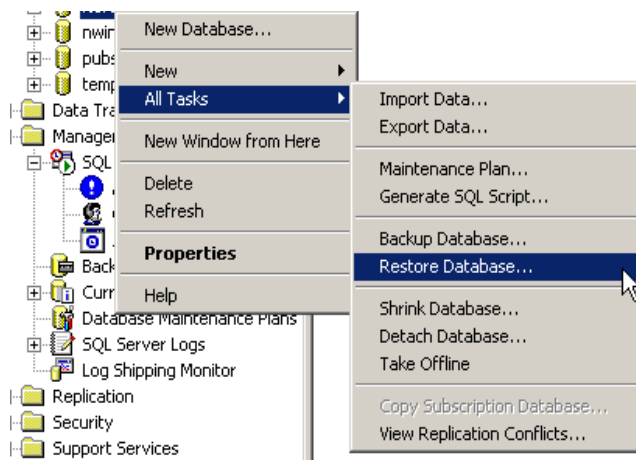 nwin
pubs
temp
Data Tra
Manage
SQL
Back
Curr
Database Maintenance Plans
SQL Server Logs
Log Shipping Monitor
Replication
Security
Support Services
New Database...
New
All Tasks
New Window from Here
Delete
Refresh
Properties
Help
Import Data...
Export Data...
Maintenance Plan...
Generate SQL Script...
Backup Database...
Restore Database...
Shrink Database...
Detach Database...
Take Offline
Copy Subscription Database...
View Replication Conflicts...